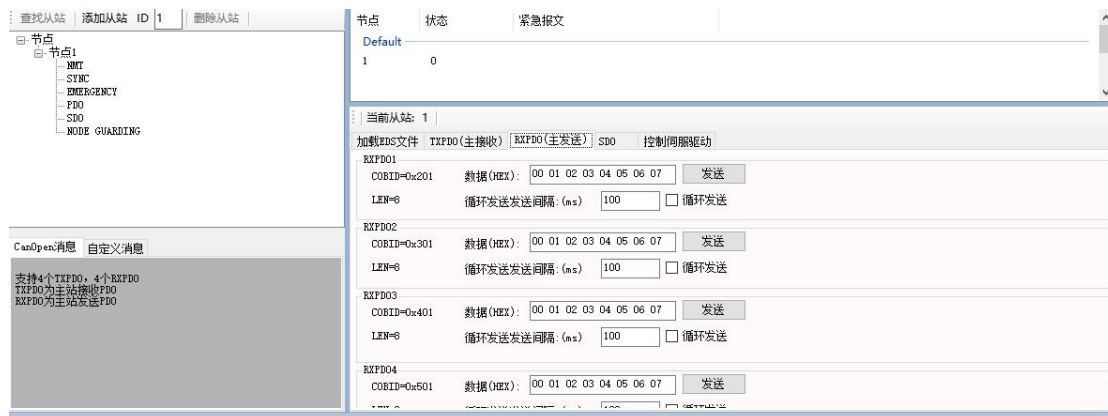 查找从站 添加从站 ID 1 删除从站
节点
节点1
NMT
SYNC
EMERGENCY
PDO
SDO
NODE GUARDING
CanOpen消息 自定义消息
支持4个TXPDO，4个RXPDO
TXPDO为主站接收PDO
RXPDO为主站发送PDO
节点 状态 紧急报文
Default
1 0
当前从站: 1
加载EDS文件 TXPDO(主接收) RXPDO(主发送) SDO 控制伺服驱动
RXPDO1
COBID=0x201 数据(HEX): 00 01 02 03 04 05 06 07 发送
LEN=8 循环发送发送间隔:(ms) 100 循环发送
RXPDO2
COBID=0x301 数据(HEX): 00 01 02 03 04 05 06 07 发送
LEN=8 循环发送发送间隔:(ms) 100 循环发送
RXPDO3
COBID=0x401 数据(HEX): 00 01 02 03 04 05 06 07 发送
LEN=8 循环发送发送间隔:(ms) 100 循环发送
RXPDO4
COBID=0x501 数据(HEX): 00 01 02 03 04 05 06 07 发送